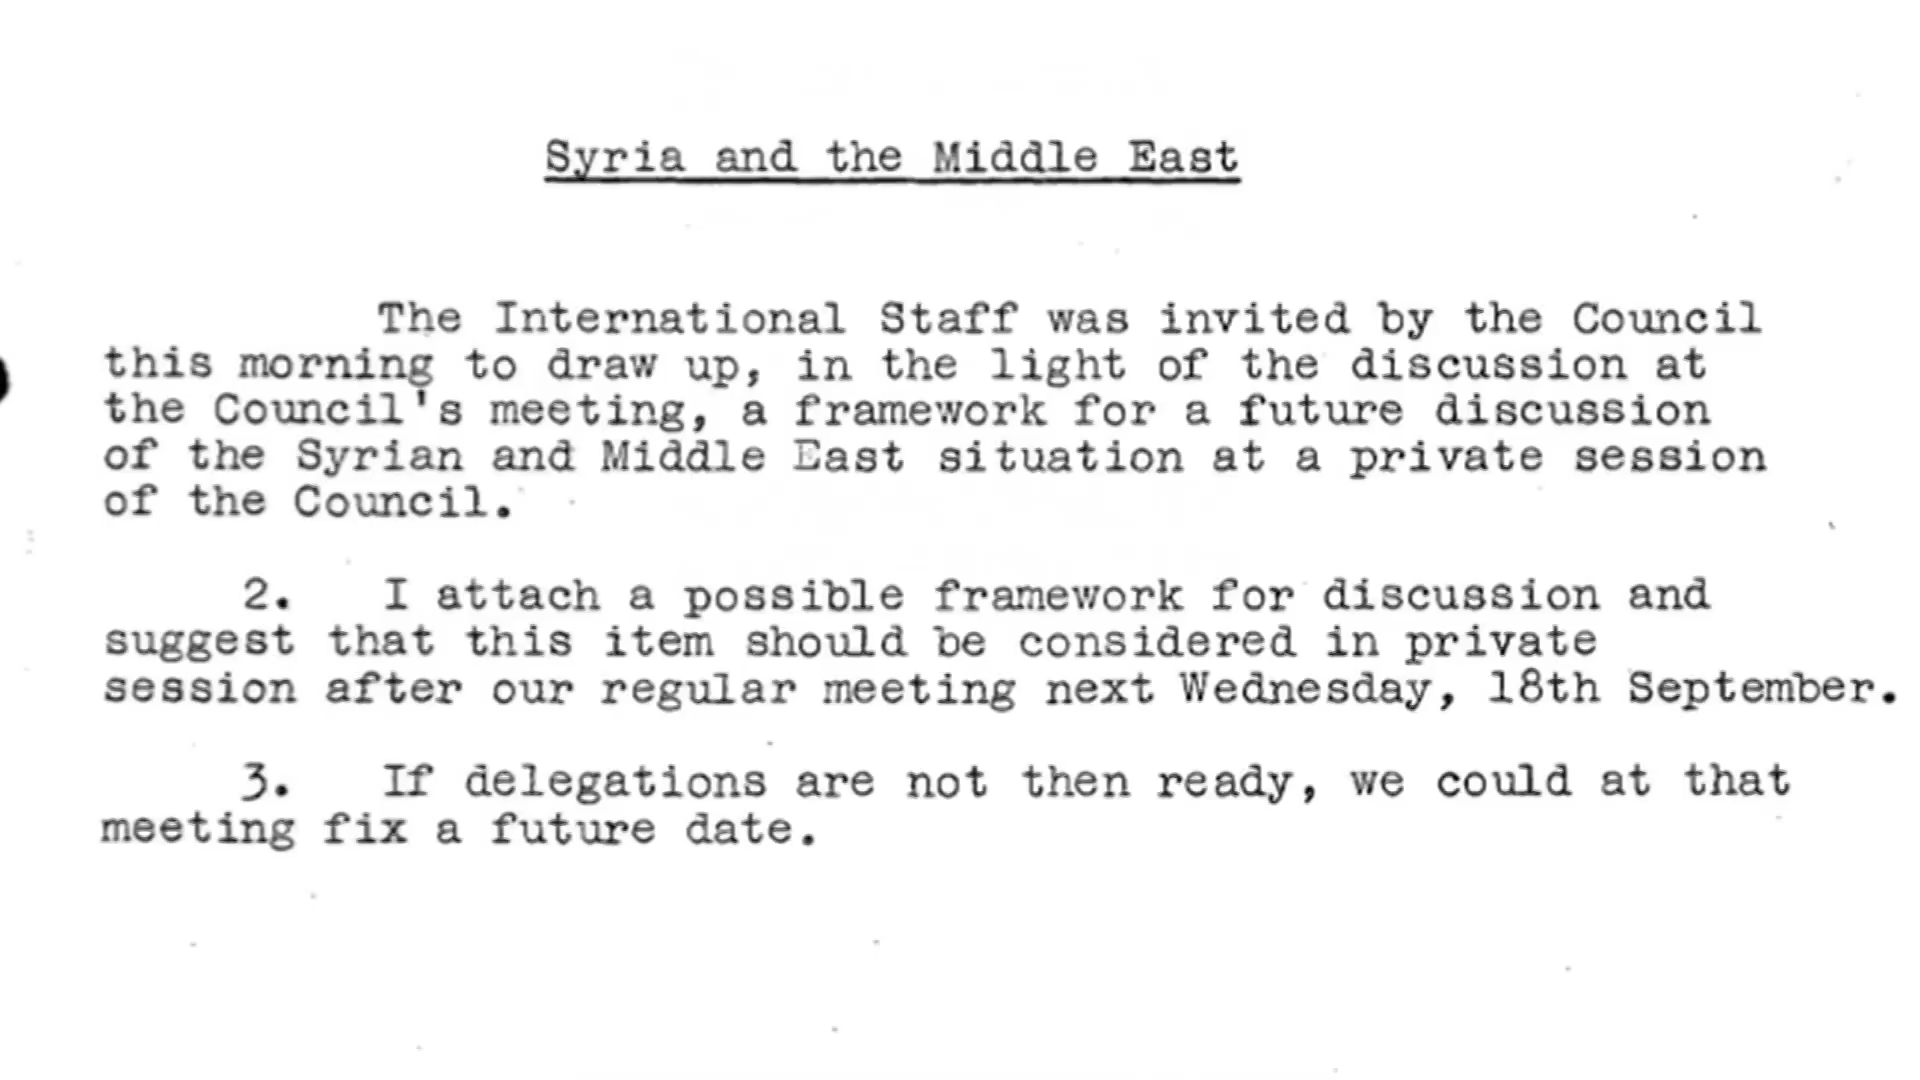 Syria and the Middle East
The International Staff was invited by the Council
this morning to draw up, in the light of the discussion at
the Council's meeting, a framework for a future discussion
of the Syrian and Middle East situation at a private session
of the Council.
2. I attach a possible framework for discussion and
suggest that this item should be considered in private
session after our regular meeting next Wednesday, 18th September.
3. If delegations are not then ready, we could at that
meeting fix a future date.